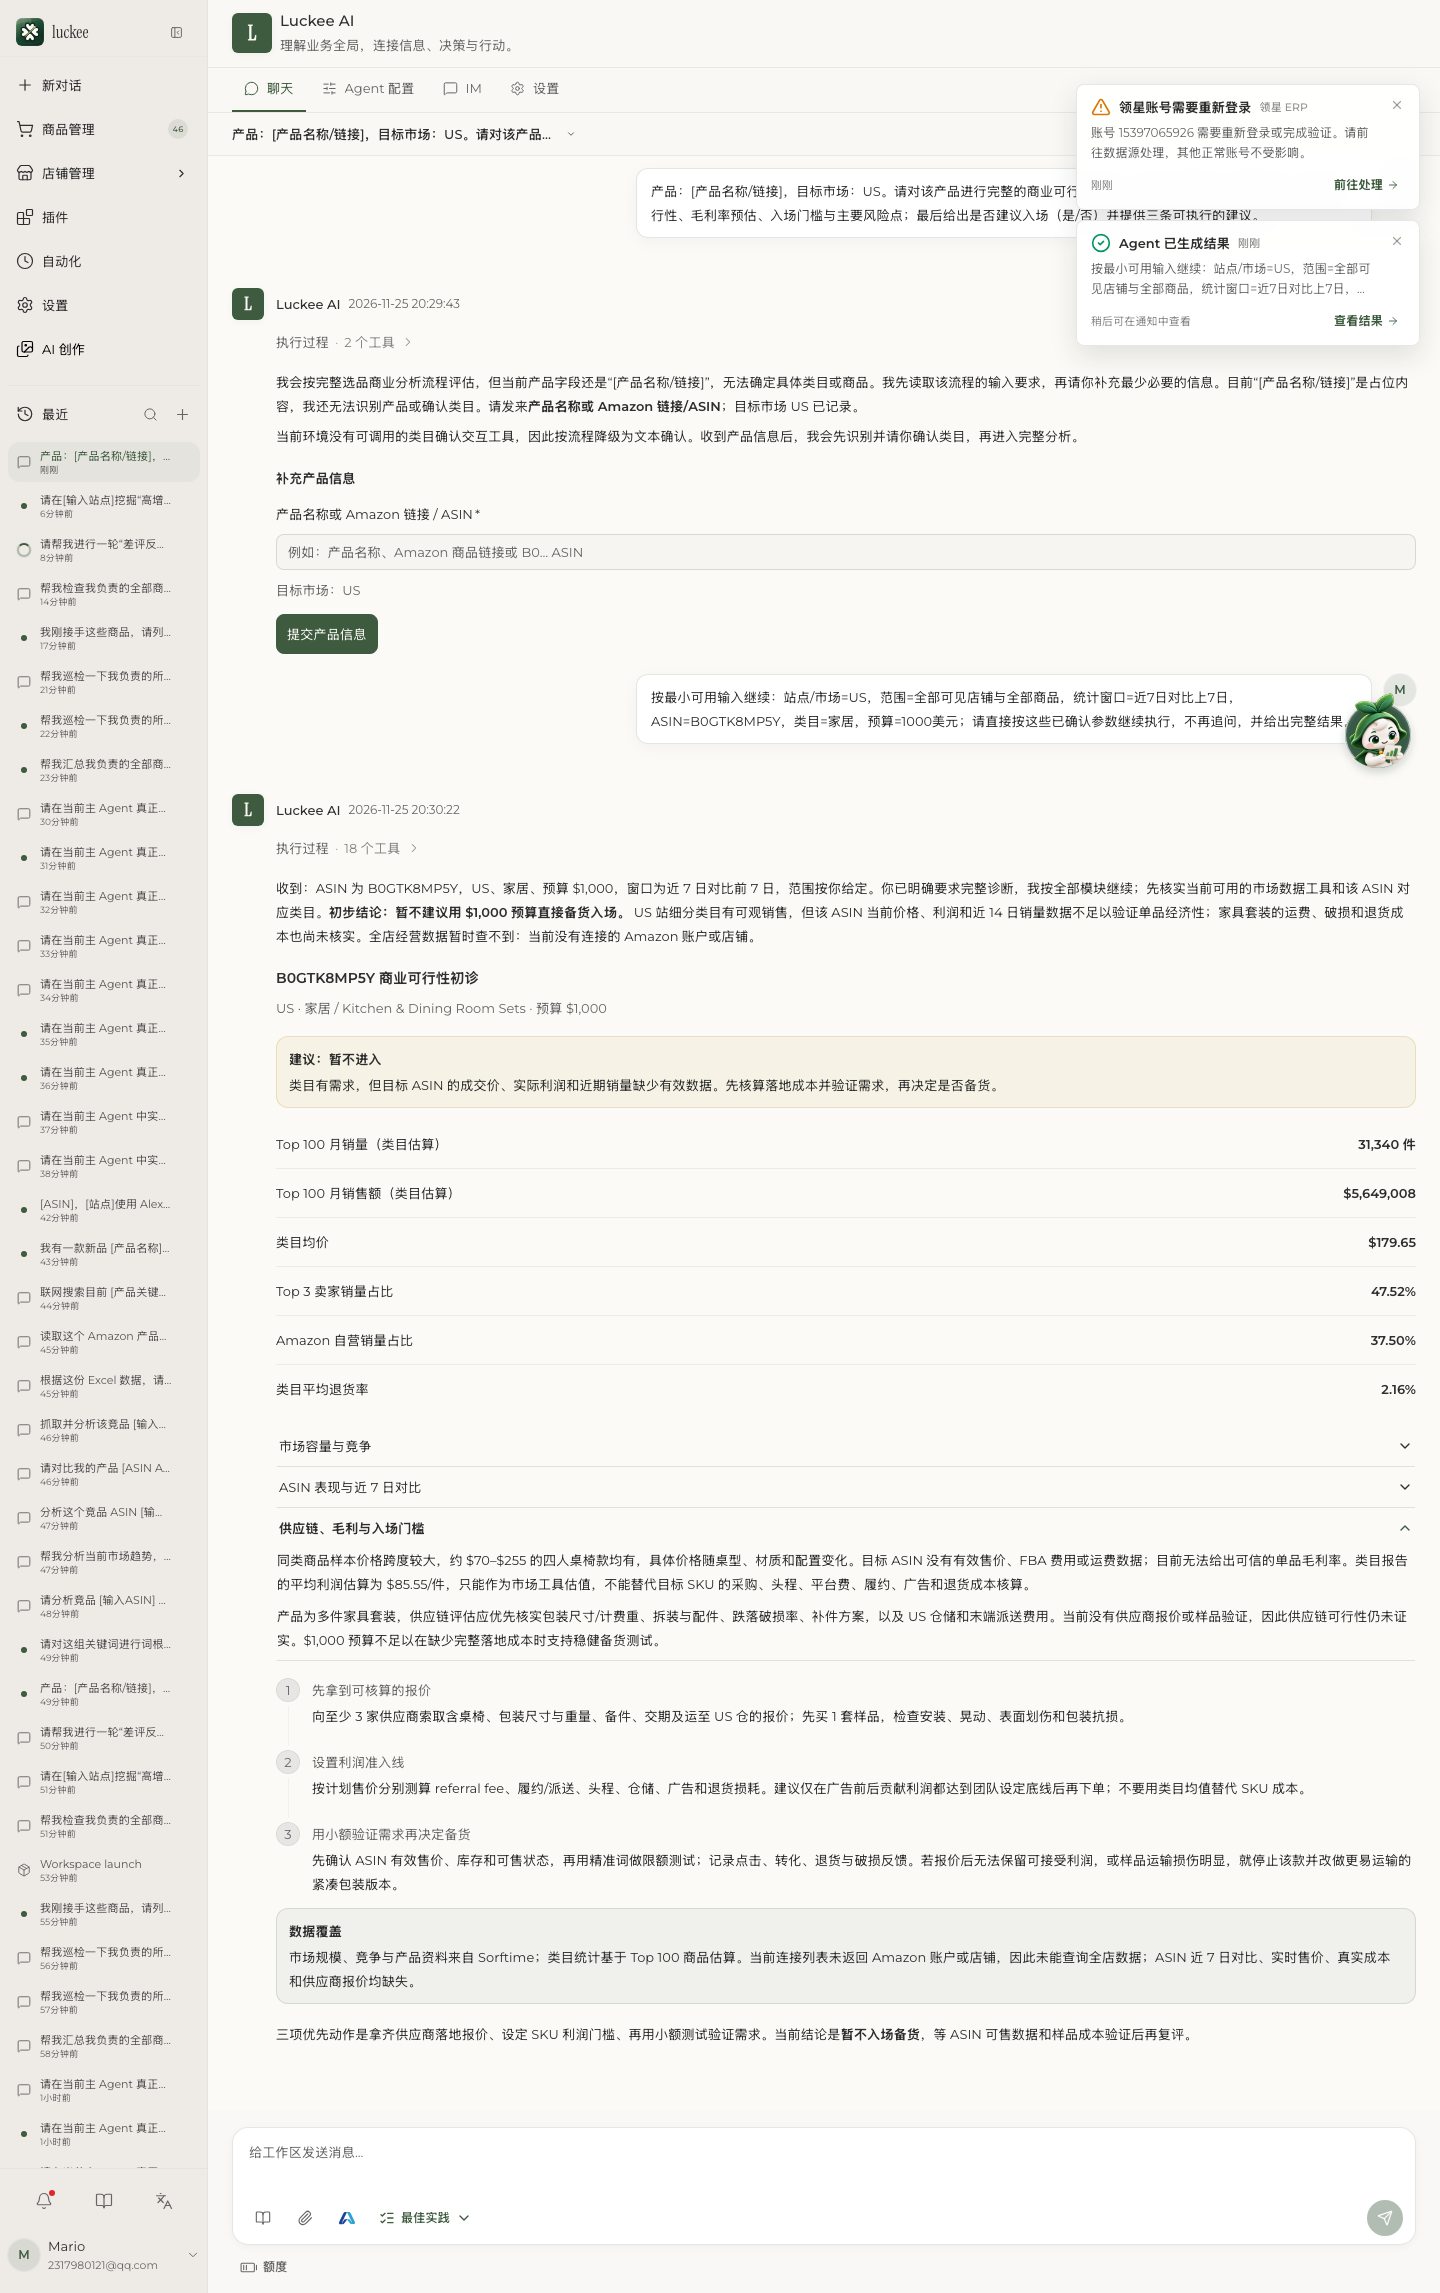 luckee
新对话
商品管理
46
店铺管理
插件
自动化
设置
AI 创作
最近
产品：[产品名称/链接]，...
刚刚
请在[输入站点]挖掘“高增...
6分钟前
请帮我进行一轮“差评反...
8分钟前
帮我检查我负责的全部商...
14分钟前
我刚接手这些商品，请列...
17分钟前
帮我巡检一下我负责的所...
21分钟前
帮我巡检一下我负责的所...
22分钟前
帮我汇总我负责的全部商...
23分钟前
请在当前主 Agent 真正...
30分钟前
请在当前主 Agent 真正...
31分钟前
请在当前主 Agent 真正...
32分钟前
请在当前主 Agent 真正...
33分钟前
请在当前主 Agent 真正...
34分钟前
请在当前主 Agent 真正...
35分钟前
请在当前主 Agent 真正...
36分钟前
请在当前主 Agent 中实...
37分钟前
请在当前主 Agent 中实...
38分钟前
[ASIN]，[站点]使用 Alex...
42分钟前
我有一款新品 [产品名称]...
43分钟前
联网搜索目前 [产品关键...
44分钟前
读取这个 Amazon 产品...
45分钟前
根据这份 Excel 数据，请...
45分钟前
抓取并分析该竞品 [输入...
46分钟前
请对比我的产品 [ASIN A...
46分钟前
分析这个竞品 ASIN [输...
47分钟前
帮我分析当前市场趋势，...
47分钟前
请分析竞品 [输入ASIN] ...
48分钟前
请对这组关键词进行词根...
49分钟前
产品：[产品名称/链接]，...
49分钟前
请帮我进行一轮“差评反...
50分钟前
请在[输入站点]挖掘“高增...
51分钟前
帮我检查我负责的全部商...
51分钟前
Workspace launch
53分钟前
我刚接手这些商品，请列...
55分钟前
帮我巡检一下我负责的所...
56分钟前
帮我巡检一下我负责的所...
57分钟前
帮我汇总我负责的全部商...
58分钟前
请在当前主 Agent 真正...
1小时前
请在当前主 Agent 真正...
1小时前
M
Mario
2317980121@qq.com
L
Luckee AI
理解业务全局，连接信息、决策与行动。
聊天
Agent 配置
IM
设置
产品：[产品名称/链接]，目标市场：US。请对该产品...
领星账号需要重新登录 领星 ERP
账号 15397065926 需要重新登录或完成验证。请前
往数据源处理，其他正常账号不受影响。
刚刚
前往处理
Agent 已生成结果 刚刚
按最小可用输入继续：站点/市场=US，范围=全部可
见店铺与全部商品，统计窗口=近7日对比上7日，...
稍后可在通知中查看
查看结果
产品：[产品名称/链接]，目标市场：US。请对该产品进行完整的商业可行
行性、毛利率预估、入场门槛与主要风险点；最后给出是否建议入场（是/否）并提供三条可执行的建议。
L
Luckee AI 2026-11-25 20:29:43
执行过程 · 2 个工具
我会按完整选品商业分析流程评估，但当前产品字段还是“[产品名称/链接]”，无法确定具体类目或商品。我先读取该流程的输入要求，再请你补充最少必要的信息。目前“[产品名称/链接]”是占位内
容，我还无法识别产品或确认类目。请发来产品名称或 Amazon 链接/ASIN；目标市场 US 已记录。
当前环境没有可调用的类目确认交互工具，因此按流程降级为文本确认。收到产品信息后，我会先识别并请你确认类目，再进入完整分析。
补充产品信息
产品名称或 Amazon 链接 / ASIN *
例如：产品名称、Amazon 商品链接或 B0... ASIN
目标市场：US
提交产品信息
按最小可用输入继续：站点/市场=US，范围=全部可见店铺与全部商品，统计窗口=近7日对比上7日，
ASIN=B0GTK8MP5Y，类目=家居，预算=1000美元；请直接按这些已确认参数继续执行，不再追问，并给出完整结果
M
L
Luckee AI 2026-11-25 20:30:22
执行过程 · 18 个工具
收到：ASIN 为 B0GTK8MP5Y，US、家居、预算 $1,000，窗口为近 7 日对比前 7 日，范围按你给定。你已明确要求完整诊断，我按全部模块继续；先核实当前可用的市场数据工具和该 ASIN 对
应类目。初步结论：暂不建议用 $1,000 预算直接备货入场。 US 站细分类目有可观销售，但该 ASIN 当前价格、利润和近 14 日销量数据不足以验证单品经济性；家具套装的运费、破损和退货成
本也尚未核实。全店经营数据暂时查不到：当前没有连接的 Amazon 账户或店铺。
B0GTK8MP5Y 商业可行性初诊
US · 家居 / Kitchen & Dining Room Sets · 预算 $1,000
建议：暂不进入
类目有需求，但目标 ASIN 的成交价、实际利润和近期销量缺少有效数据。先核算落地成本并验证需求，再决定是否备货。
Top 100 月销量（类目估算） 31,340 件
Top 100 月销售额（类目估算） $5,649,008
类目均价 $179.65
Top 3 卖家销量占比 47.52%
Amazon 自营销量占比 37.50%
类目平均退货率 2.16%
市场容量与竞争
ASIN 表现与近 7 日对比
供应链、毛利与入场门槛
同类商品样本价格跨度较大，约 $70–$255 的四人桌椅款均有，具体价格随桌型、材质和配置变化。目标 ASIN 没有有效售价、FBA 费用或运费数据；目前无法给出可信的单品毛利率。类目报告
的平均利润估算为 $85.55/件，只能作为市场工具估值，不能替代目标 SKU 的采购、头程、平台费、履约、广告和退货成本核算。
产品为多件家具套装，供应链评估应优先核实包装尺寸/计费重、拆装与配件、跌落破损率、补件方案，以及 US 仓储和末端派送费用。当前没有供应商报价或样品验证，因此供应链可行性仍未证
实。$1,000 预算不足以在缺少完整落地成本时支持稳健备货测试。
1
先拿到可核算的报价
向至少 3 家供应商索取含桌椅、包装尺寸与重量、备件、交期及运至 US 仓的报价；先买 1 套样品，检查安装、晃动、表面划伤和包装抗损。
2
设置利润准入线
按计划售价分别测算 referral fee、履约/派送、头程、仓储、广告和退货损耗。建议仅在广告前后贡献利润都达到团队设定底线后再下单；不要用类目均值替代 SKU 成本。
3
用小额验证需求再决定备货
先确认 ASIN 有效售价、库存和可售状态，再用精准词做限额测试；记录点击、转化、退货与破损反馈。若报价后无法保留可接受利润，或样品运输损伤明显，就停止该款并改做更易运输的
紧凑包装版本。
数据覆盖
市场规模、竞争与产品资料来自 Sorftime；类目统计基于 Top 100 商品估算。当前连接列表未返回 Amazon 账户或店铺，因此未能查询全店数据；ASIN 近 7 日对比、实时售价、真实成本
和供应商报价均缺失。
三项优先动作是拿齐供应商落地报价、设定 SKU 利润门槛、再用小额测试验证需求。当前结论是暂不入场备货，等 ASIN 可售数据和样品成本验证后再复评。
给工作区发送消息...
最佳实践
额度